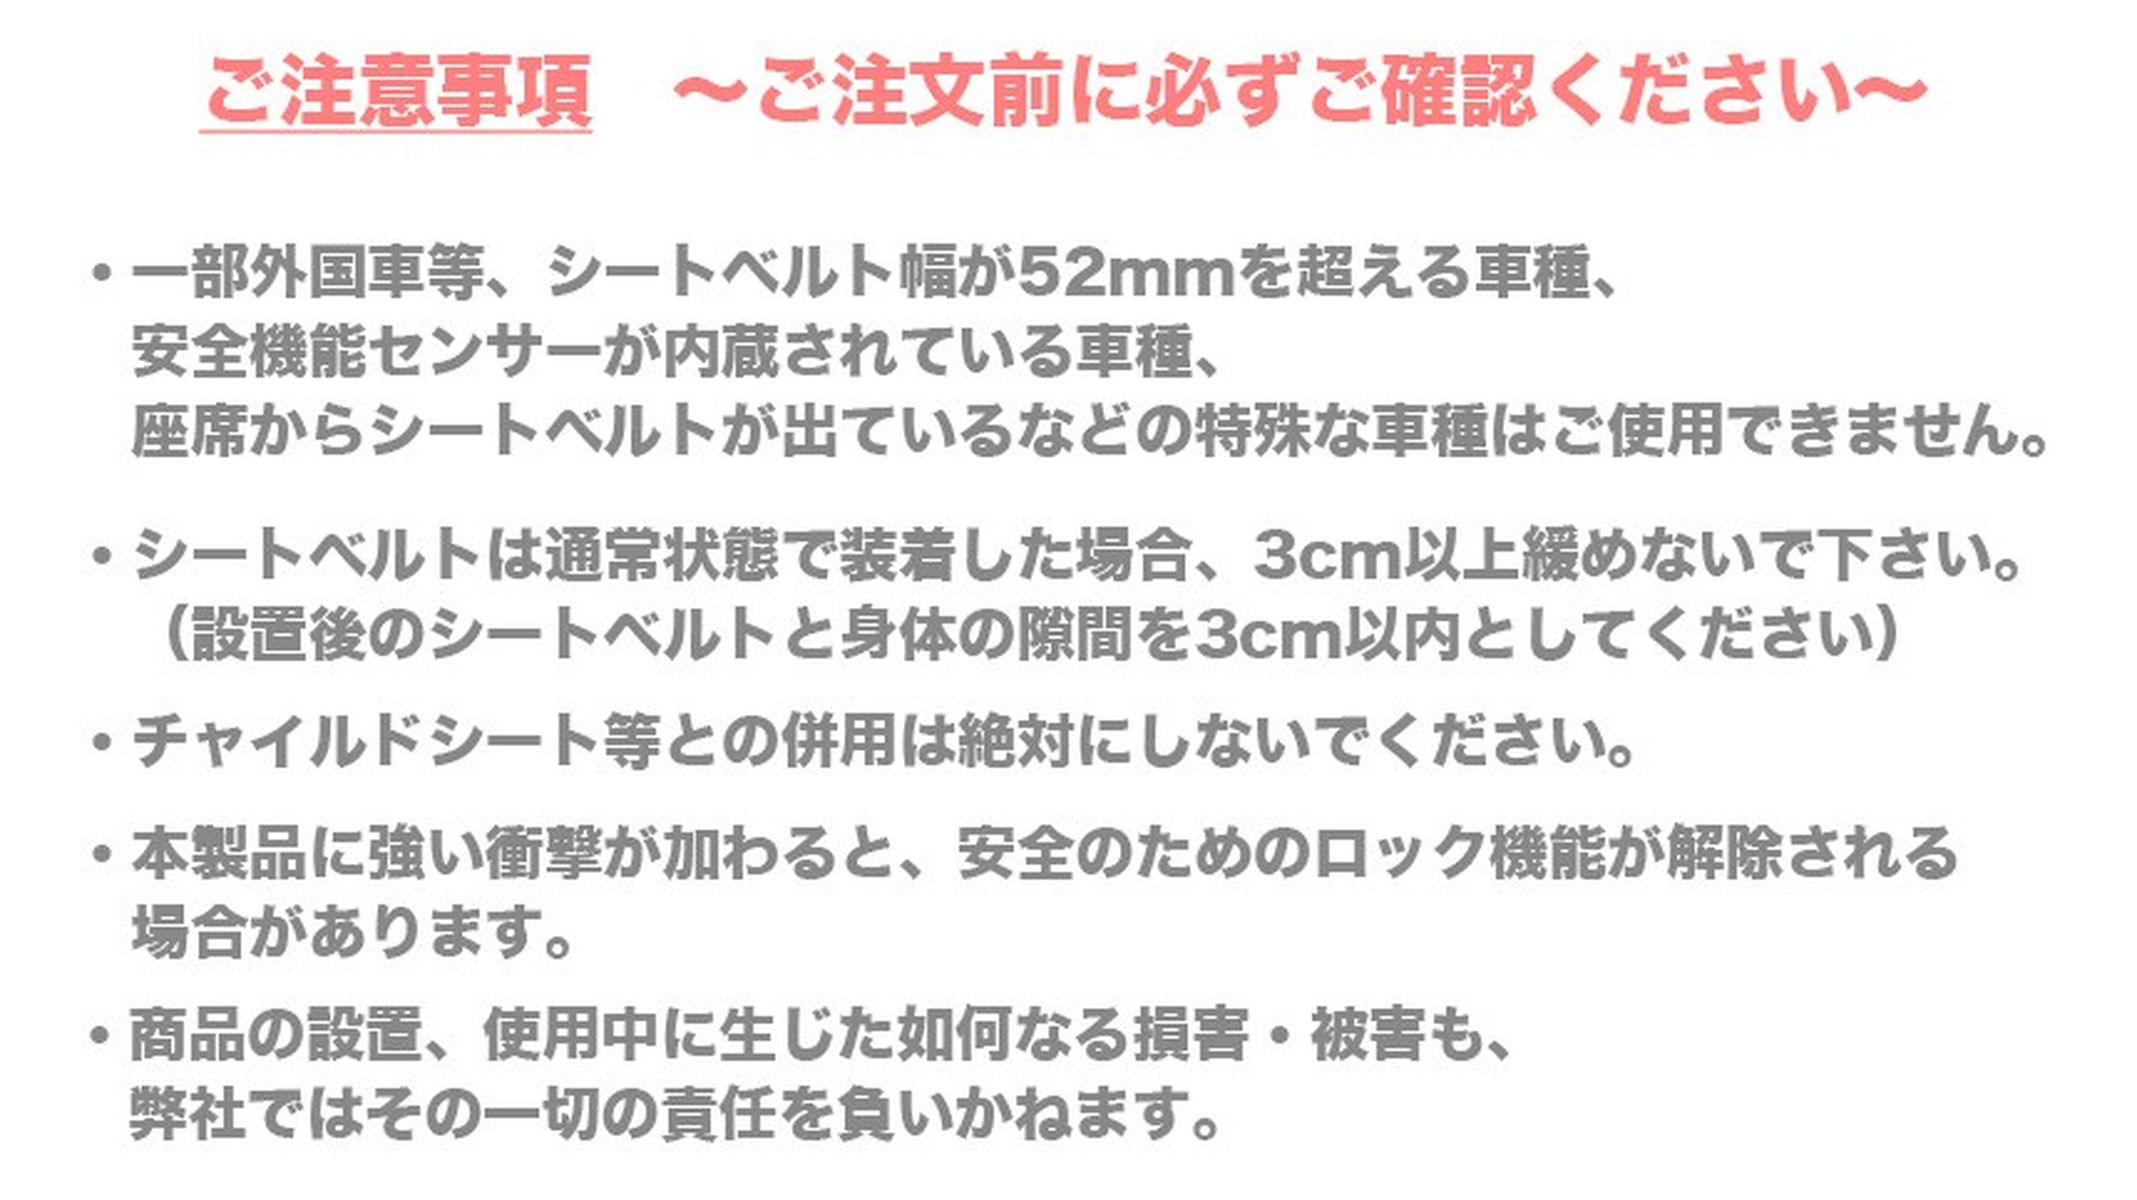 ご注意事項　〜ご注文前に必ずご確認ください〜
・一部外国車等、シートベルト幅が52mmを超える車種、
安全機能センサーが内蔵されている車種、
座席からシートベルトが出ているなどの特殊な車種はご使用できません。
・シートベルトは通常状態で装着した場合、3cm以上緩めないで下さい。
（設置後のシートベルトと身体の隙間を3cm以内としてください）
・チャイルドシート等との併用は絶対にしないでください。
・本製品に強い衝撃が加わると、安全のためのロック機能が解除される
場合があります。
・商品の設置、使用中に生じた如何なる損害・被害も、
弊社ではその一切の責任を負いかねます。